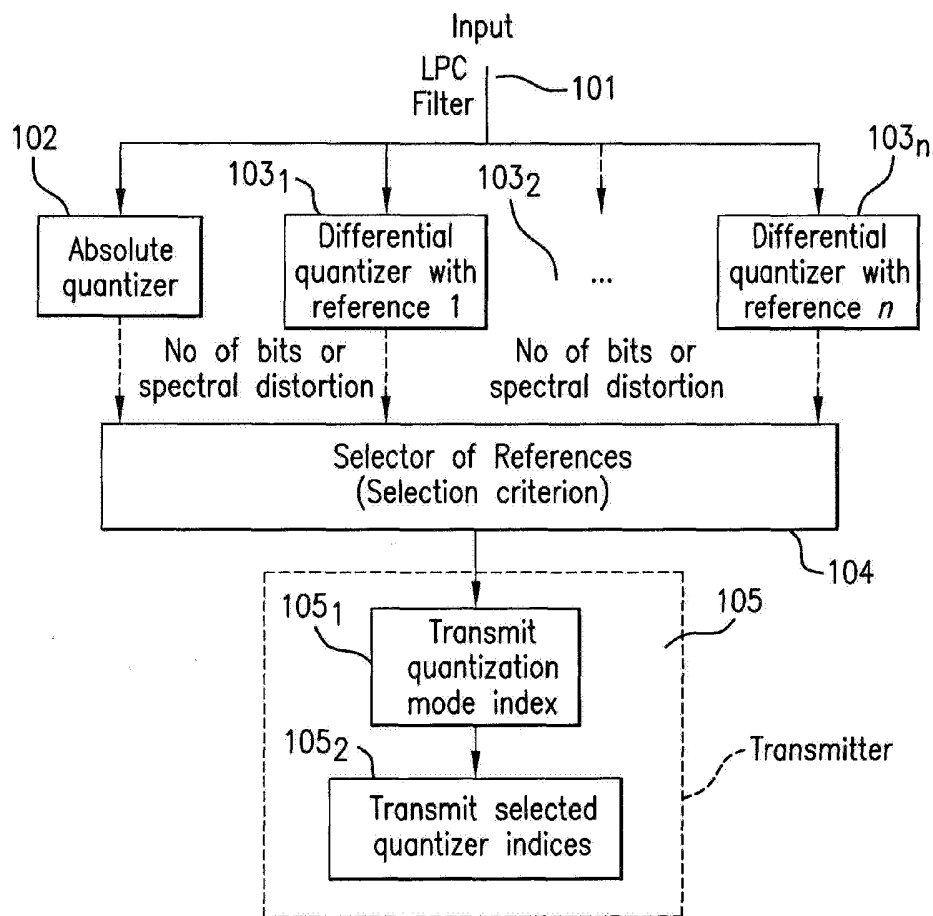 Input
LPC
Filter
101
102
103₁
103₂
103ₙ
Absolute
quantizer
Differential
quantizer with
reference 1
...
Differential
quantizer with
reference n
No of bits or
spectral distortion
No of bits or
spectral distortion
Selector of References
(Selection criterion)
104
105₁
105
Transmit
quantization
mode index
105₂
Transmitter
Transmit selected
quantizer indices